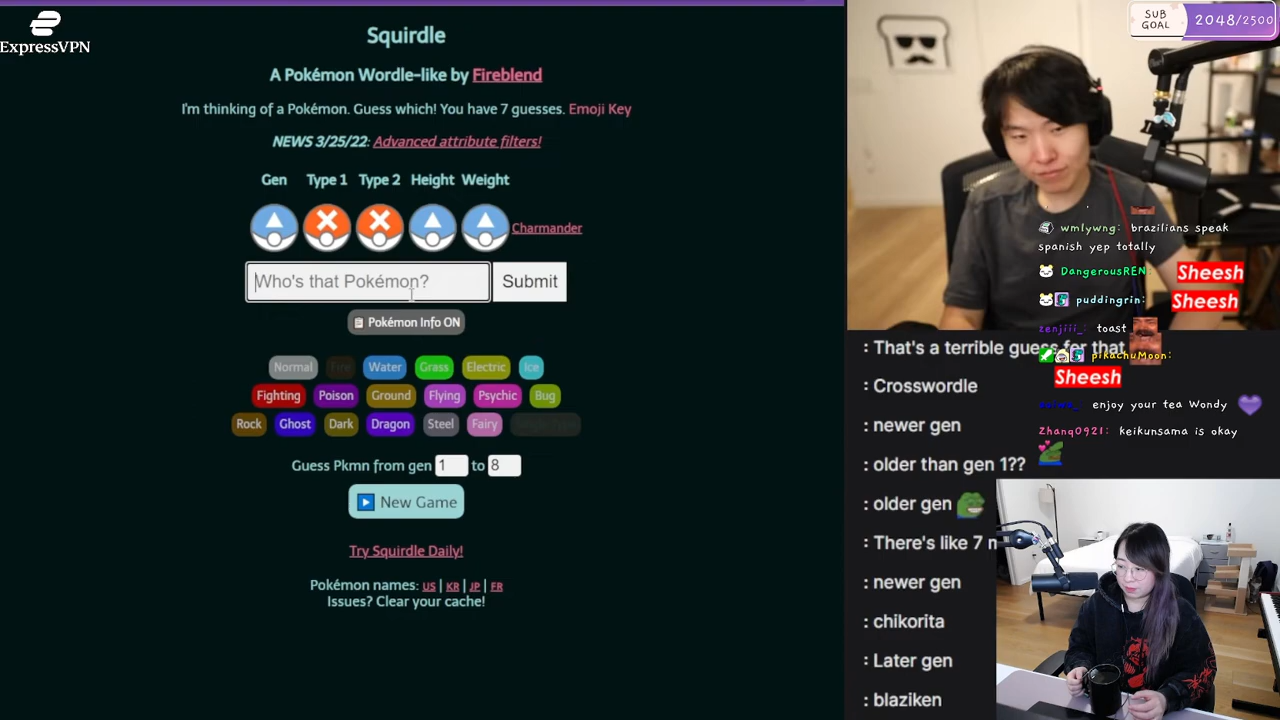 ExpressVPN
Squirdle
A Pokémon Wordle-like by Fireblend
I'm thinking of a Pokémon. Guess which! You have 7 guesses. Emoji Key
NEWS 3/25/22: Advanced attribute filters!
Gen Type 1 Type 2 Height Weight
Charmander
Who's that Pokémon?
Submit
Pokémon Info ON
Normal Fire Water Grass Electric Ice
Fighting Poison Ground Flying Psychic Bug
Rock Ghost Dark Dragon Steel Fairy
Guess Pkmn from gen 1 to 8
New Game
Try Squirdle Daily!
Pokémon names: US | KR | JP | FR
Issues? Clear your cache!
SUB GOAL
2048/2500
wmlywng: brazilians speak
spanish yep totally
DangerousREN: Sheesh
puddingrin: Sheesh
zenjiii_: toast
pikachuMoon:
Sheesh
enjoy your tea Wondy
Zhanq0921: keikunsama is okay
: That's a terrible guess fer that
: Crosswordle
: newer gen
: older than gen 1??
: older gen
: There's like 7 m
: newer gen
: chikorita
: Later gen
: blaziken